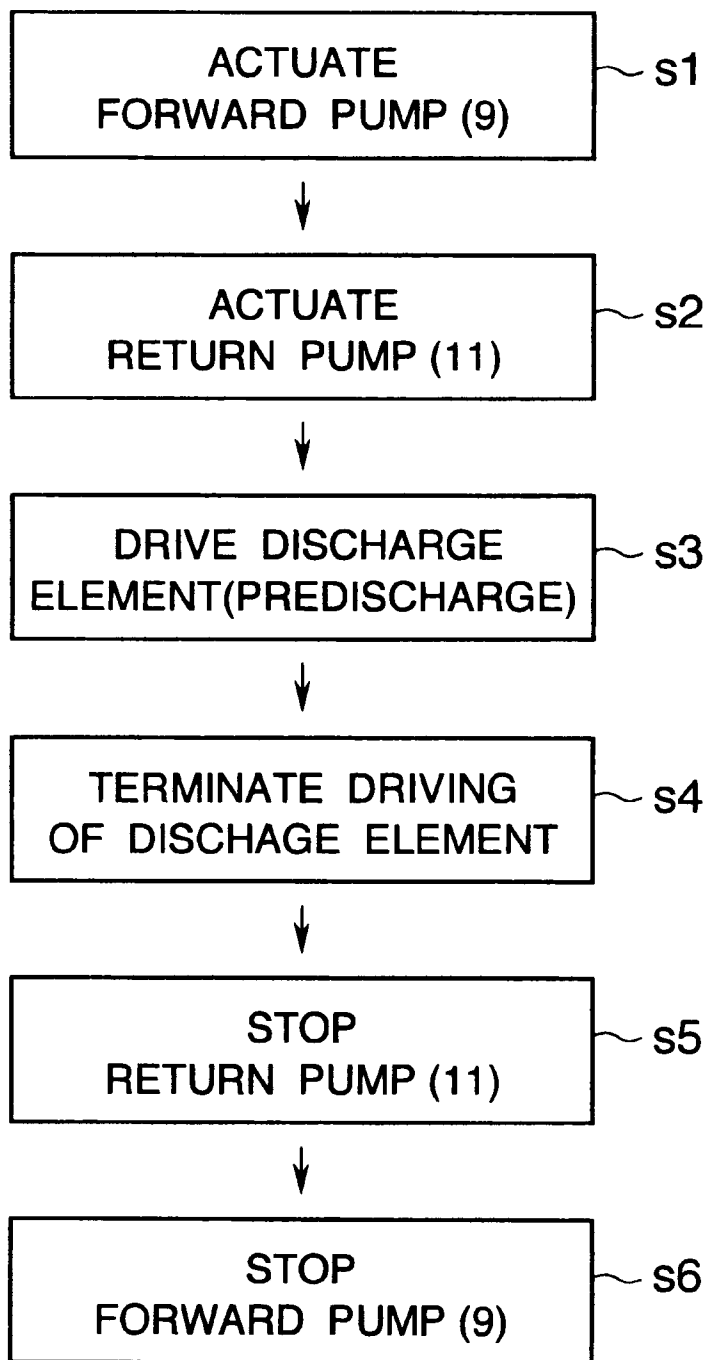 ACTUATE
FORWARD PUMP (9)
s1
ACTUATE
RETURN PUMP (11)
s2
DRIVE DISCHARGE
ELEMENT(PREDISCHARGE)
s3
TERMINATE DRIVING
OF DISCHAGE ELEMENT
s4
STOP
RETURN PUMP (11)
s5
STOP
FORWARD PUMP (9)
s6